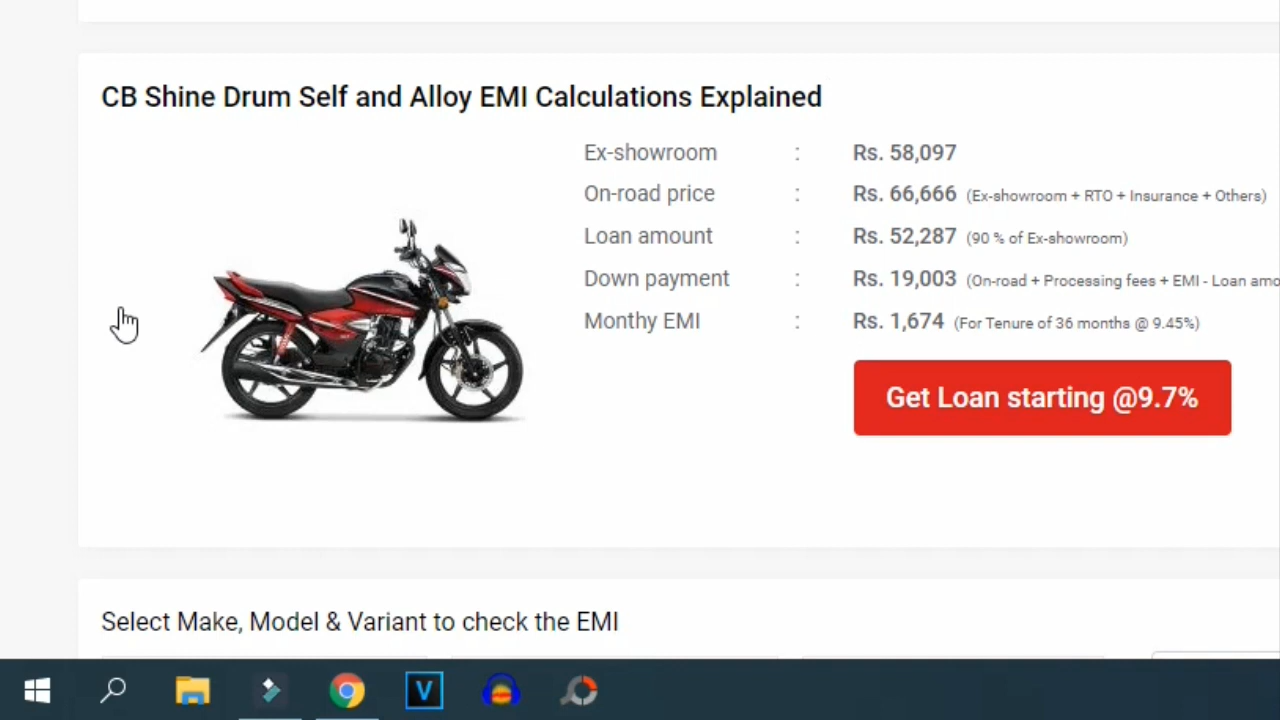 CB Shine Drum Self and Alloy EMI Calculations Explained
Ex-showroom : Rs. 58,097
On-road price : Rs. 66,666 (Ex-showroom + RTO + Insurance + Others)
Loan amount : Rs. 52,287 (90 % of Ex-showroom)
Down payment : Rs. 19,003 (On-road + Processing fees + EMI - Loan amo
Monthy EMI : Rs. 1,674 (For Tenure of 36 months @ 9.45%)
Get Loan starting @9.7%
Select Make, Model & Variant to check the EMI
V